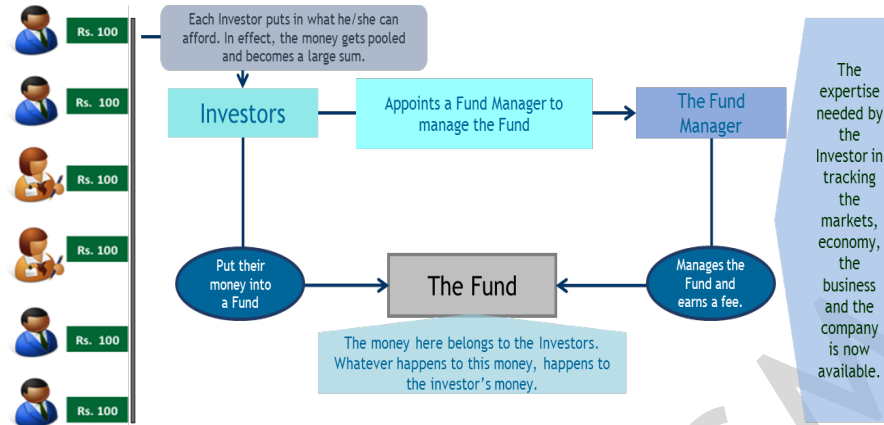 Rs. 100
Rs. 100
Rs. 100
Rs. 100
Rs. 100
Rs. 100
Each Investor puts in what he/she can
afford. In effect, the money gets pooled
and becomes a large sum.
Investors
Appoints a Fund Manager to
manage the Fund
The Fund
Manager
Put their
money into
a Fund
The Fund
Manages the
Fund and
earns a fee.
The money here belongs to the Investors.
Whatever happens to this money, happens to
the investor's money.
The
expertise
needed by
the
Investor in
tracking
the
markets,
economy,
the
business
and the
company
is now
available.